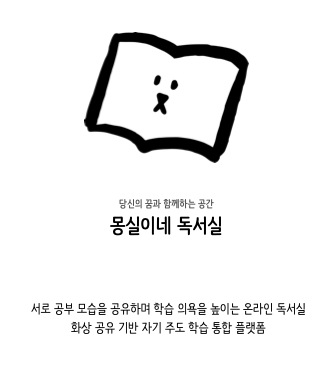 당신의 꿈과 함께하는 공간
몽실이네 독서실
서로 공부 모습을 공유하며 학습 의욕을 높이는 온라인 독서실
화상 공유 기반 자기 주도 학습 통합 플랫폼